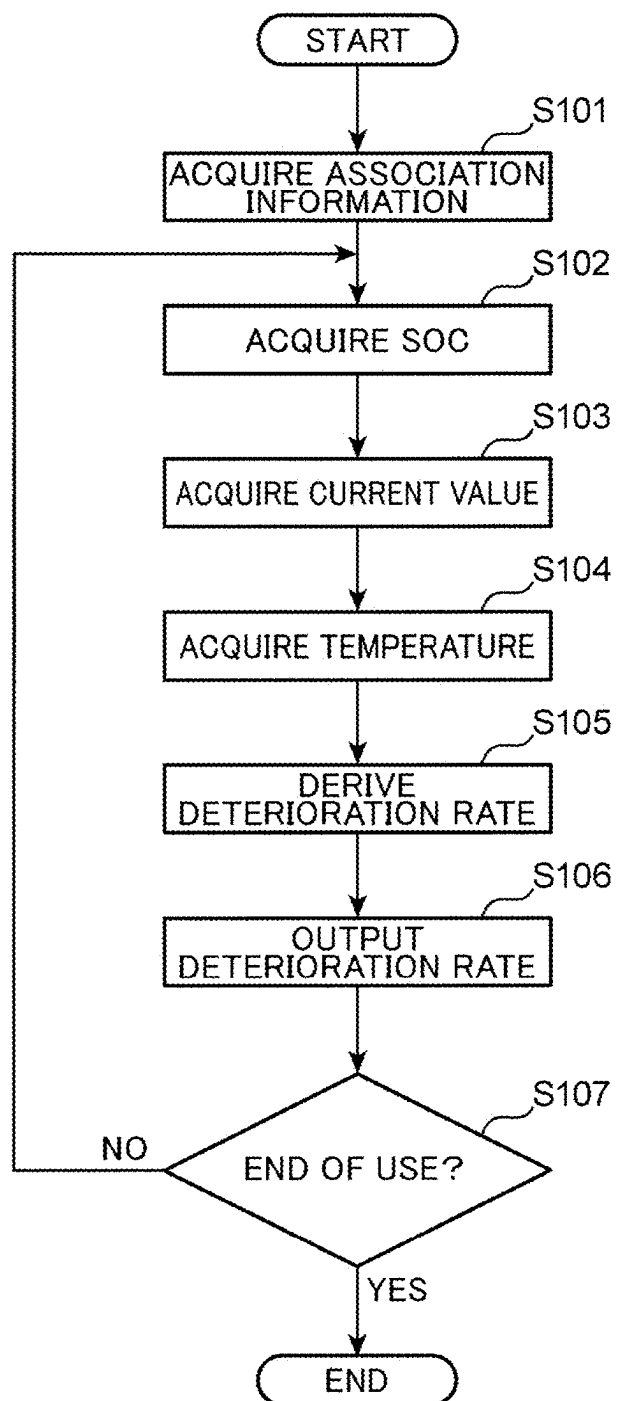 START
S101
ACQUIRE ASSOCIATION
INFORMATION
S102
ACQUIRE SOC
S103
ACQUIRE CURRENT VALUE
S104
ACQUIRE TEMPERATURE
S105
DERIVE
DETERIORATION RATE
S106
OUTPUT
DETERIORATION RATE
S107
NO
END OF USE?
YES
END